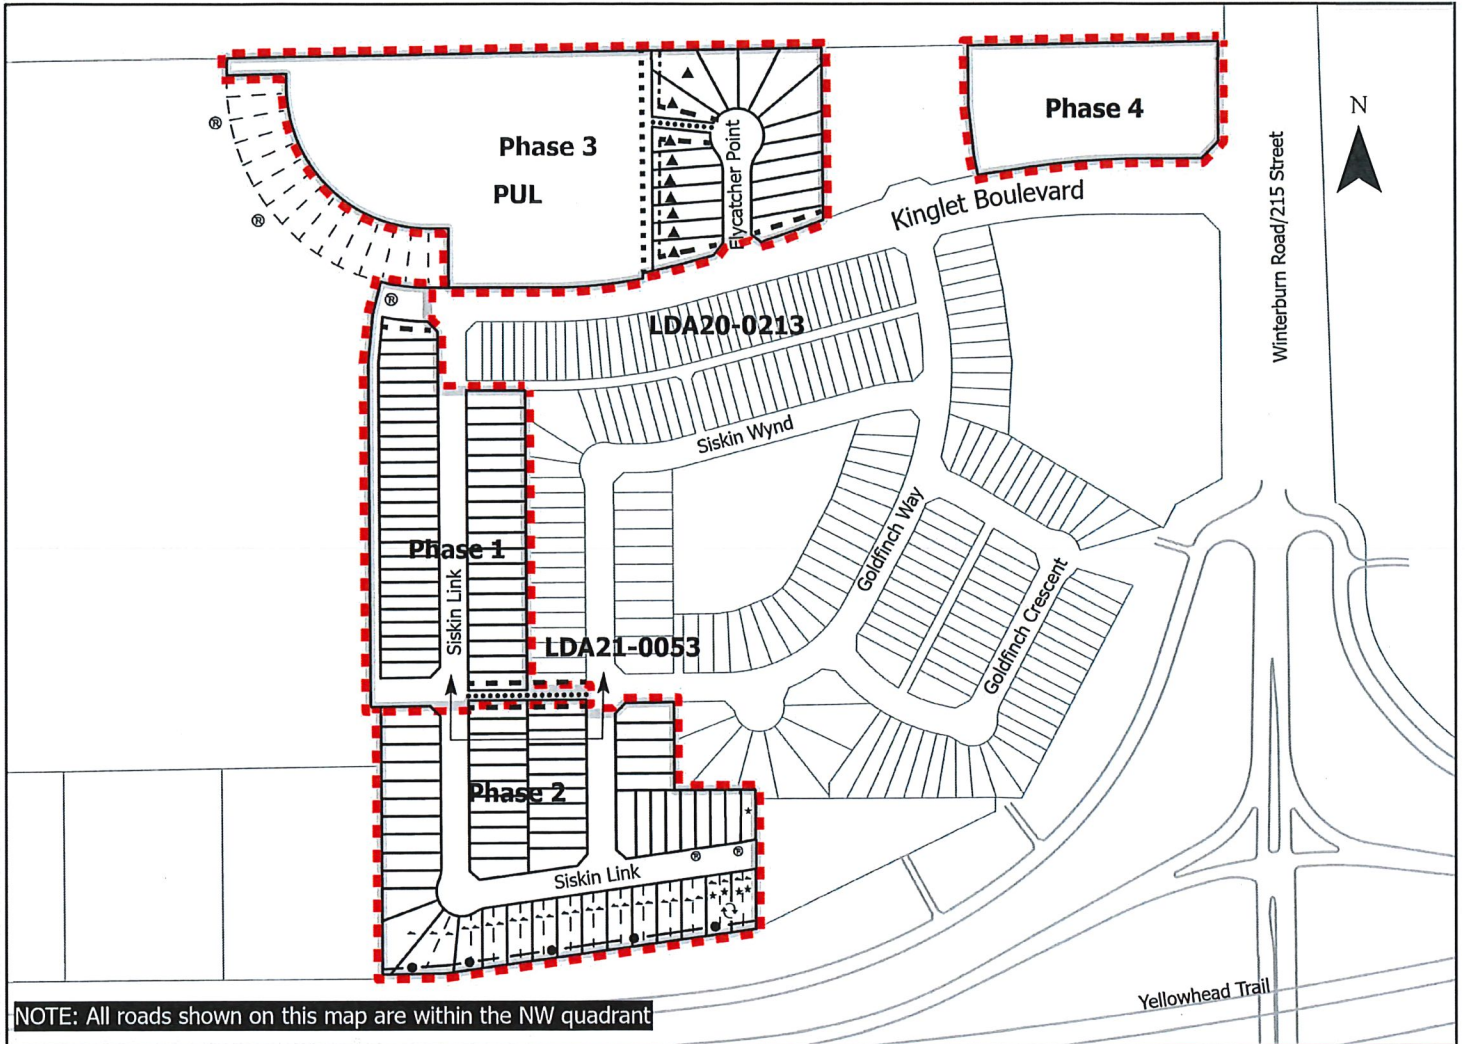 Phase 3
PUL
Flycatcher Point
Phase 4
N
Kinglet Boulevard
Winterburn Road/215 Street
®
®
®
LDA20-0213
Siskin Wynd
Phase 1
Siskin Link
Goldfinch Way
Goldfinch Crescent
LDA21-0053
Phase 2
Siskin Link
®
®
Yellowhead Trail
NOTE: All roads shown on this map are within the NW quadrant